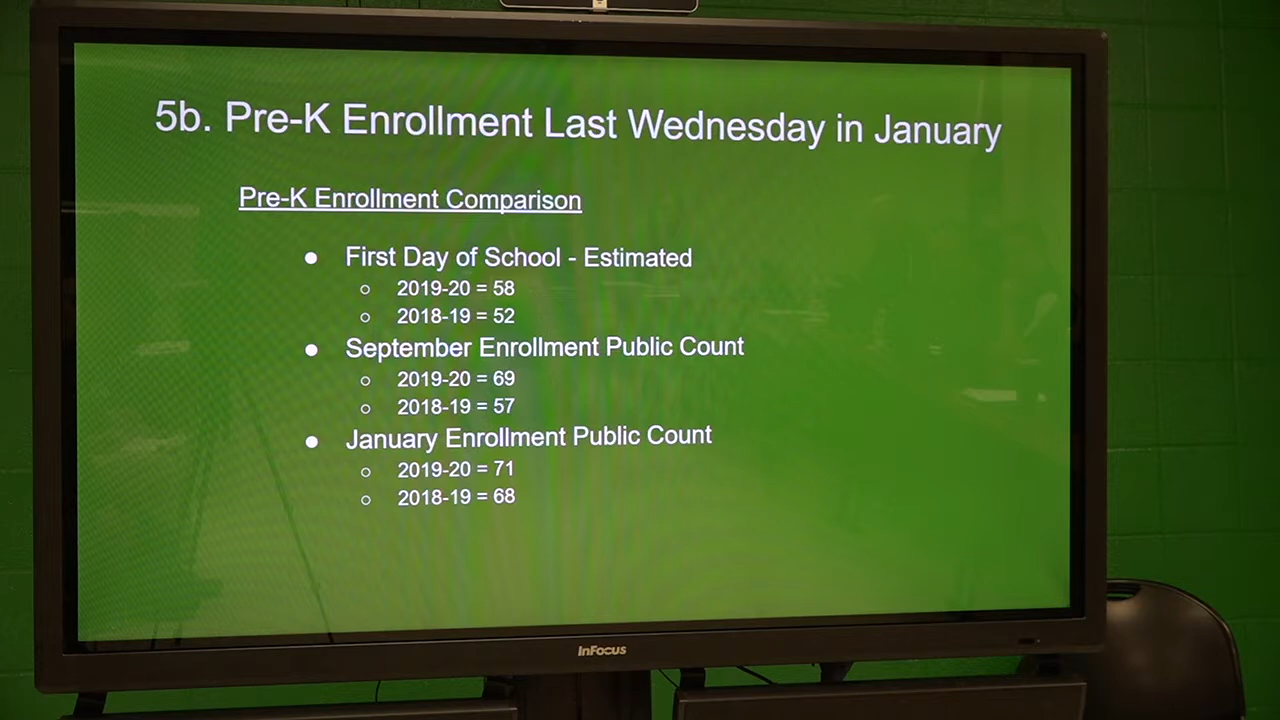 5b. Pre-K Enrollment Last Wednesday in January
Pre-K Enrollment Comparison
● First Day of School - Estimated
○ 2019-20 = 58
○ 2018-19 = 52
● September Enrollment Public Count
○ 2019-20 = 69
○ 2018-19 = 57
● January Enrollment Public Count
○ 2019-20 = 71
○ 2018-19 = 68
InFocus